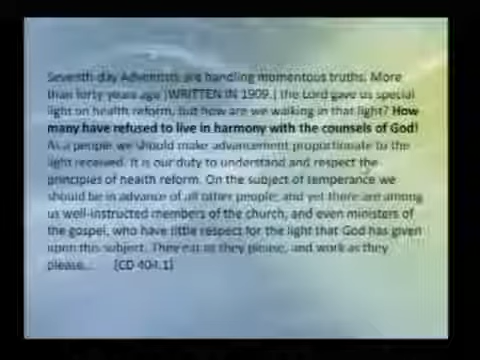 Seventh-day Adventists are handling momentous truths. More
than forty years ago [WRITTEN IN 1909.] the Lord gave us special
light on health reform, but how are we walking in that light? How
many have refused to live in harmony with the counsels of God!
As a people we should make advancement proportionate to the
light received. It is our duty to understand and respect the
principles of health reform. On the subject of temperance we
should be in advance of all other people; and yet there are among
us well-instructed members of the church, and even ministers of
the gospel, who have little respect for the light that God has given
upon this subject. They eat as they please, and work as they
please... {CD 404.1}